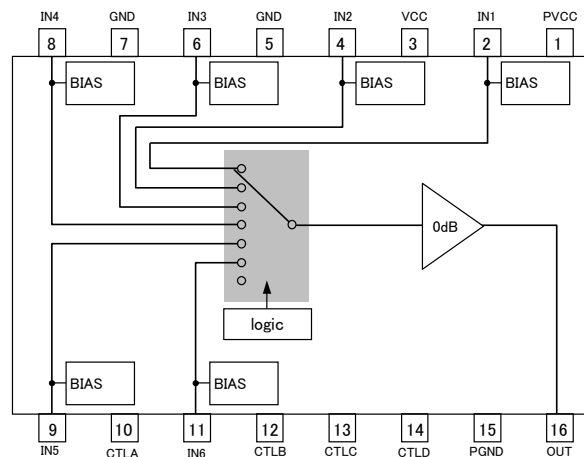 IN4 GND IN3 GND IN2 VCC IN1 PVCC
8 7 6 5 4 3 2 1
BIAS BIAS BIAS BIAS
0dB
logic
BIAS BIAS
9 10 11 12 13 14 15 16
IN5 CTLA IN6 CTLB CTLC CTLD PGND OUT